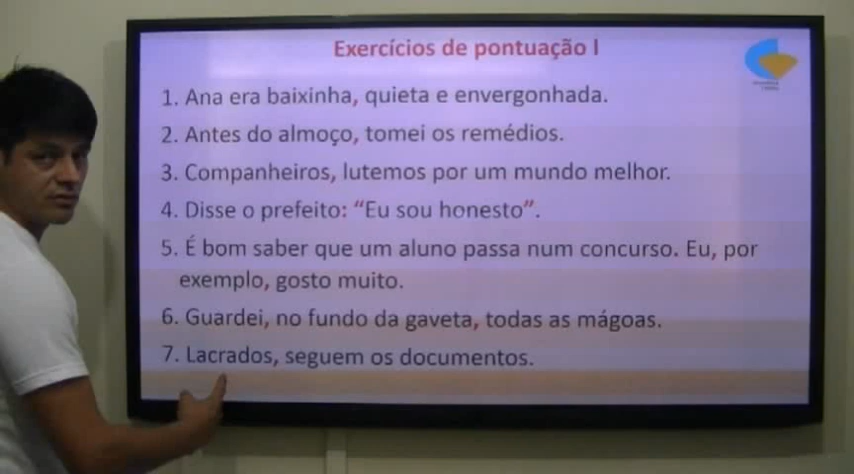 Exercícios de pontuação I
1. Ana era baixinha, quieta e envergonhada.
2. Antes do almoço, tomei os remédios.
3. Companheiros, lutemos por um mundo melhor.
4. Disse o prefeito: “Eu sou honesto”.
5. É bom saber que um aluno passa num concurso. Eu, por
exemplo, gosto muito.
6. Guardei, no fundo da gaveta, todas as mágoas.
7. Lacrados, seguem os documentos.